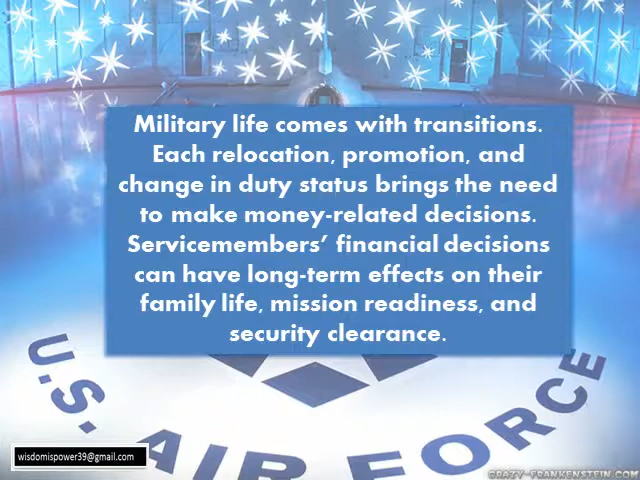 Military life comes with transitions.
Each relocation, promotion, and
change in duty status brings the need
to make money-related decisions.
Servicemembers’ financial decisions
can have long-term effects on their
family life, mission readiness, and
security clearance.
U.S. AIR FORCE
wisdomispower39@gmail.com
CRAZY-FRANKENSTEIN.COM